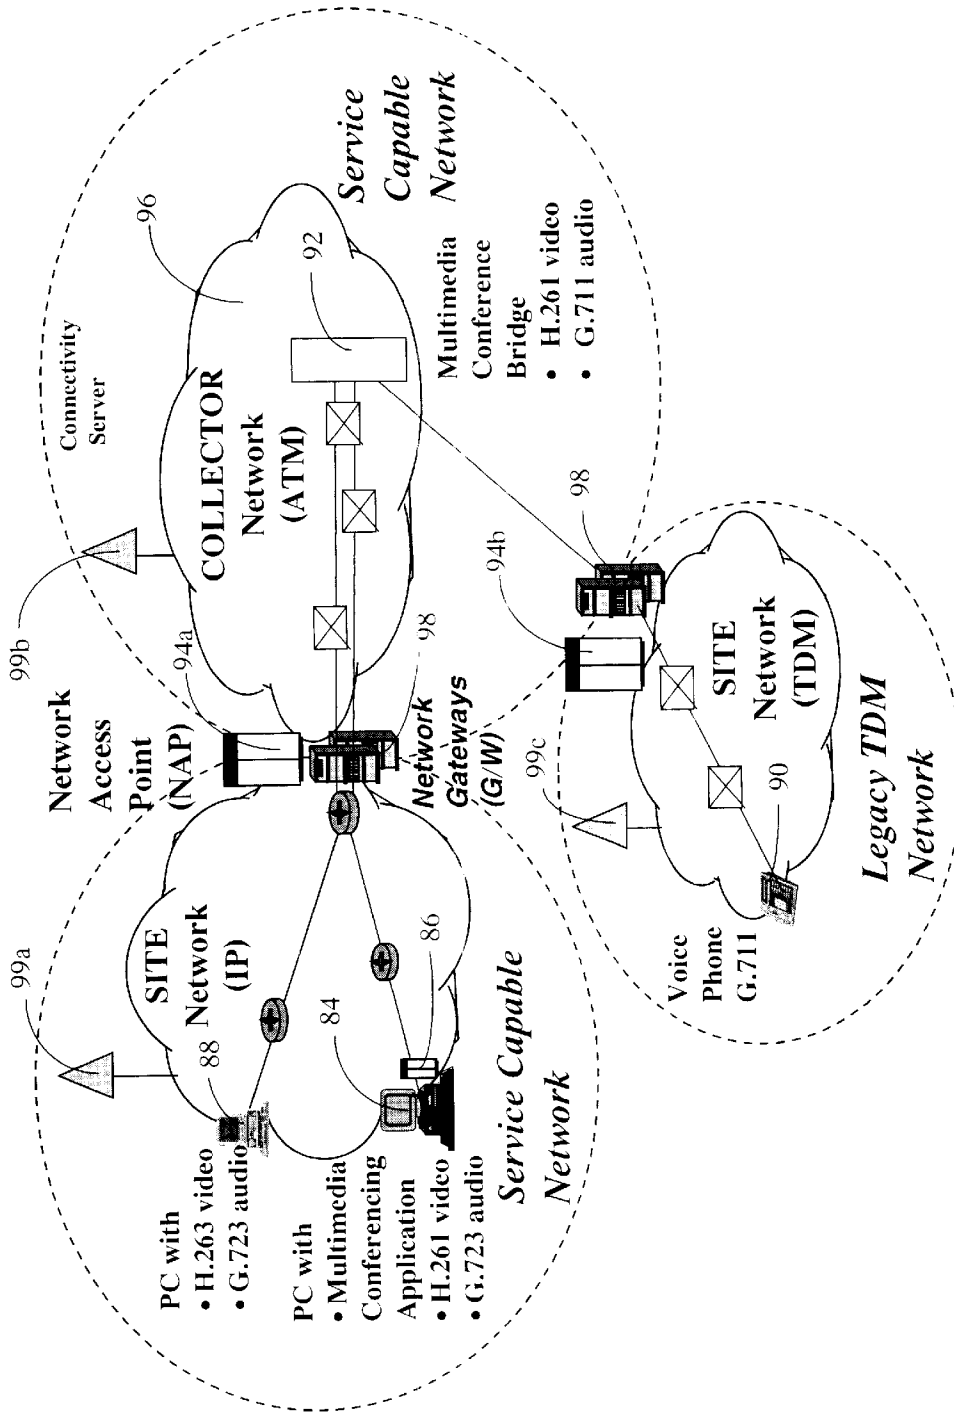 99a
99b
Network
Access
Point
(NAP)
Connectivity
Server
96
94a
SITE
Network
(IP)
COLLECTOR
Network
(ATM)
92
Service
Capable
Network
88
PC with
• H.263 video
• G.723 audio
84
86
PC with
• Multimedia
Conferencing
Application
• H.261 video
• G.723 audio
98
Network
Gateways
(G/W)
Multimedia
Conference
Bridge
• H.261 video
• G.711 audio
Service Capable
Network
99c
94b
98
SITE
Network
(TDM)
90
Voice
Phone
G.711
Legacy TDM
Network